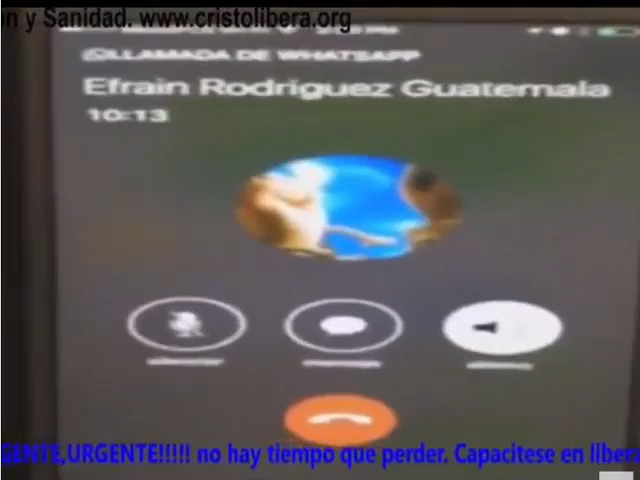 n y Sanidad. www.cristolibera.org
LLAMADA DE WHATSAPP
Efrain Rodriguez Guatemala
10:13
GENTE,URGENTE!!!!! no hay tiempo que perder. Capacitese en libera